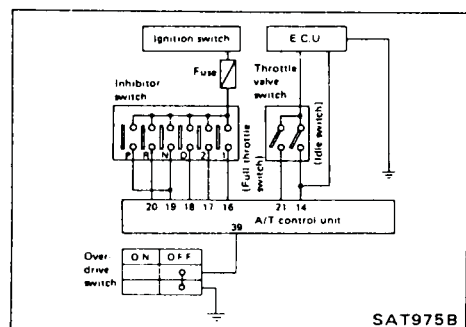 Ignition switch
E.C.U
Fuse
Throttle
valve
switch
Inhibitor
switch
P R N D 2 1
(Full throttle
switch)
(Idle switch)
20 19 18 17 16
21 14
A/T control unit
39
Over-
drive
switch
ON OFF
SAT975B